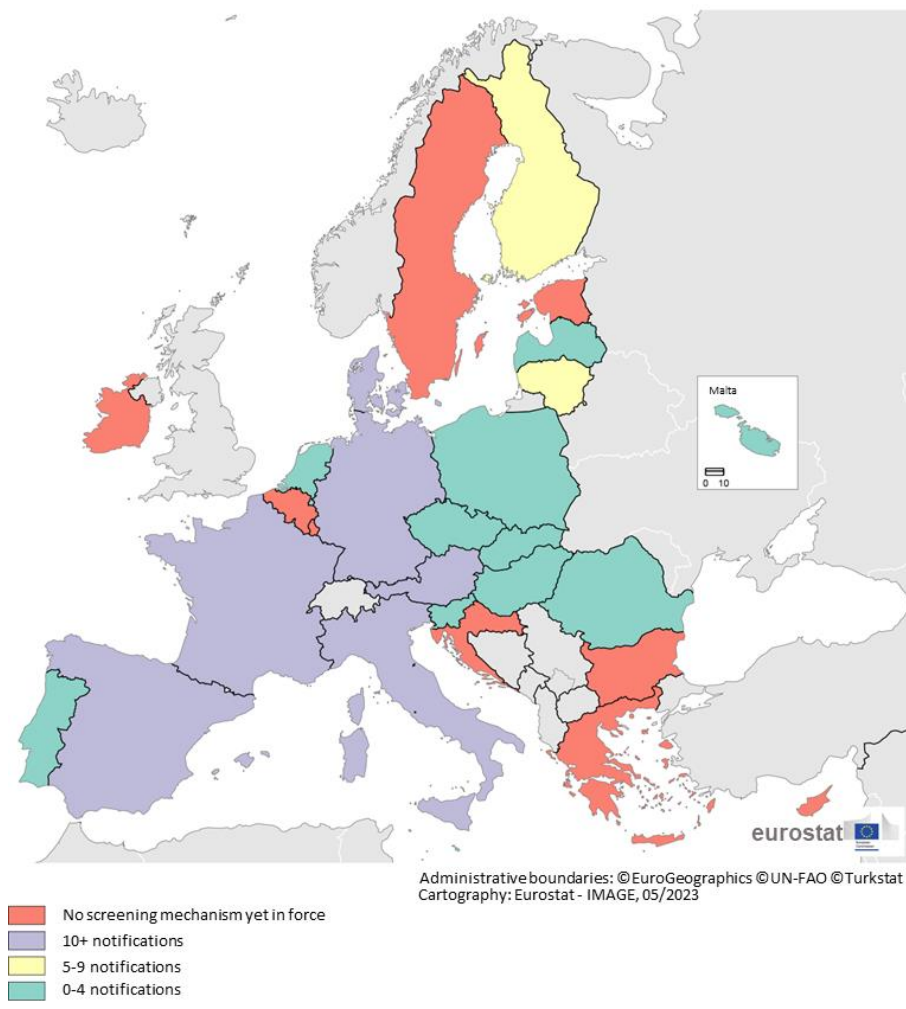 Malta
0 10
eurostat
Administrative boundaries: ©EuroGeographics ©UN-FAO ©Turkstat
Cartography: Eurostat - IMAGE, 05/2023
No screening mechanism yet in force
10+ notifications
5-9 notifications
0-4 notifications